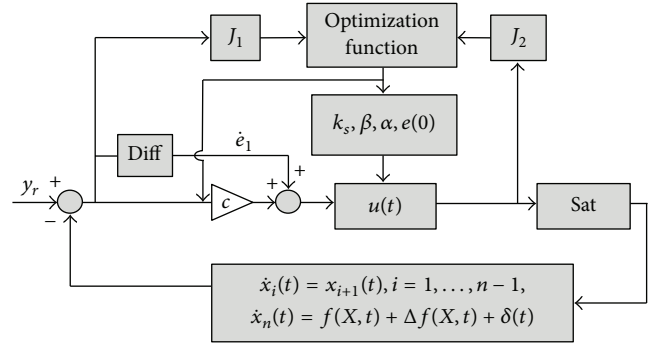 J₁
Optimization
function
J₂
kₛ, β, α, e(0)
Diff
ė₁
yᵣ
+
−
c
+
+
u(t)
Sat
ẋᵢ(t) = xᵢ₊₁(t), i = 1, . . . , n − 1,
ẋₙ(t) = f(X, t) + Δf(X, t) + δ(t)